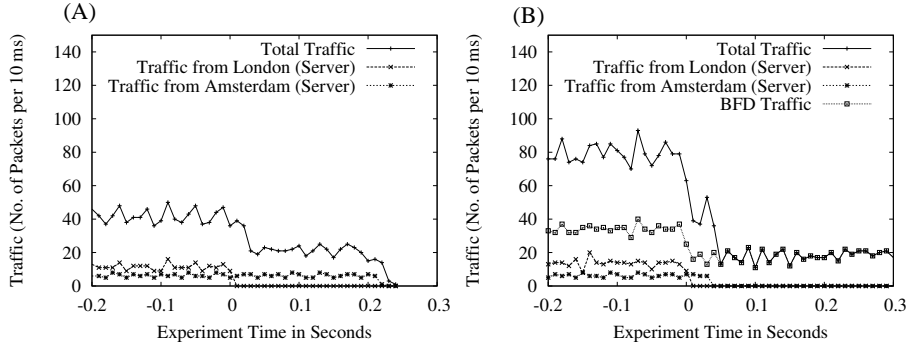 (A)
Traffic (No. of Packets per 10 ms)
140
120
100
80
60
40
20
0
Total Traffic
Traffic from London (Server)
Traffic from Amsterdam (Server)
-0.2
-0.1
0
0.1
0.2
0.3
Experiment Time in Seconds
(B)
Traffic (No. of Packets per 10 ms)
140
120
100
80
60
40
20
0
Total Traffic
Traffic from London (Server)
Traffic from Amsterdam (Server)
BFD Traffic
-0.2
-0.1
0
0.1
0.2
0.3
Experiment Time in Seconds